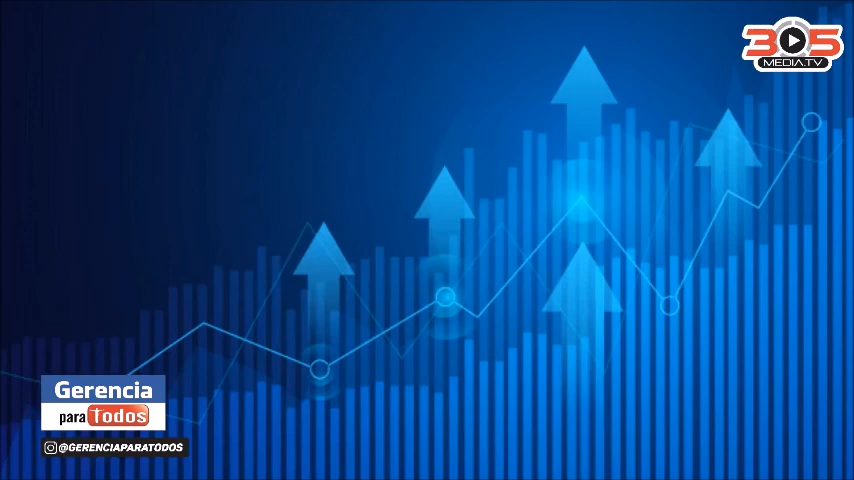 305
MEDIA.TV
Gerencia
para Todos
@GERENCIAPARATODOS